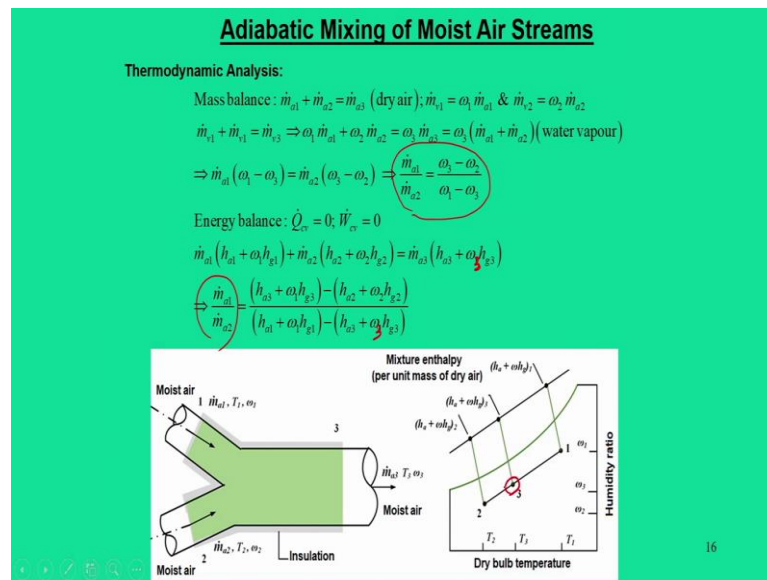 Adiabatic Mixing of Moist Air Streams
Thermodynamic Analysis:
Mass balance : ṁa1 + ṁa2 = ṁa3 (dry air); ṁv1 = ω1 ṁa1 & ṁv2 = ω2 ṁa2
ṁv1 + ṁv1 = ṁv3 ⇒ ω1 ṁa1 + ω2 ṁa2 = ω3 ṁa3 = ω3 (ṁa1 + ṁa2) (water vapour)
⇒ ṁa1 (ω1 − ω3) = ṁa2 (ω3 − ω2) ⇒ ṁa1/ṁa2 = (ω3 − ω2)/(ω1 − ω3)
Energy balance : Q̇cv = 0; Ẇcv = 0
ṁa1 (ha1 + ω1hg1) + ṁa2 (ha2 + ω2hg2) = ṁa3 (ha3 + ω3hg3)
⇒ ṁa1/ṁa2 = ((ha3 + ω1hg3) − (ha2 + ω2hg2))/((ha1 + ω1hg1) − (ha3 + ω3hg3))
Moist air
1 ṁa1, T1, ω1
3
ṁa3 T3 ω3
Moist air
ṁa2, T2, ω2
2
Insulation
Moist air
Mixture enthalpy
(per unit mass of dry air)
(ha + ωhg)1
(ha + ωhg)3
(ha + ωhg)2
1
3
2
ω1
ω3
ω2
Humidity ratio
T2 T3 T1
Dry bulb temperature
16